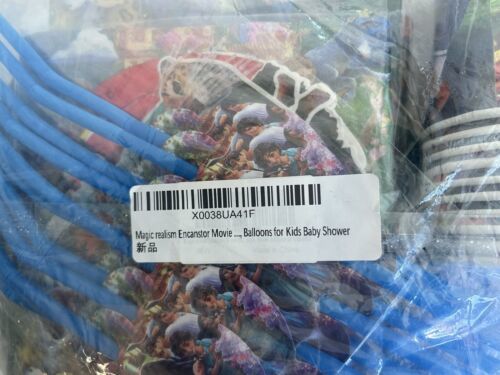 X0038UA41F
Magic realism Encanstor Movie ..., Balloons for Kids Baby Shower
新品